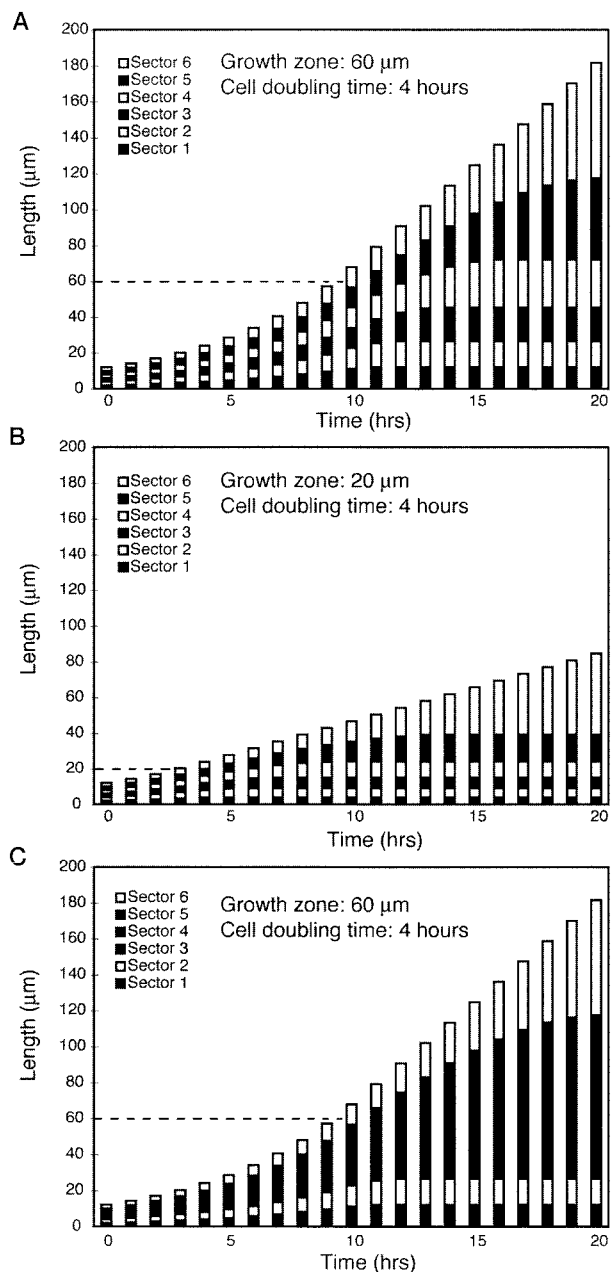 A
200
180
160
140
120
100
80
60
40
20
0
Length (µm)
Sector 6
Sector 5
Sector 4
Sector 3
Sector 2
Sector 1
Growth zone: 60 µm
Cell doubling time: 4 hours
0 5 10 15 20
Time (hrs)
B
200
180
160
140
120
100
80
60
40
20
0
Length (µm)
Sector 6
Sector 5
Sector 4
Sector 3
Sector 2
Sector 1
Growth zone: 20 µm
Cell doubling time: 4 hours
0 5 10 15 20
Time (hrs)
C
200
180
160
140
120
100
80
60
40
20
0
Length (µm)
Sector 6
Sector 5
Sector 4
Sector 3
Sector 2
Sector 1
Growth zone: 60 µm
Cell doubling time: 4 hours
0 5 10 15 20
Time (hrs)